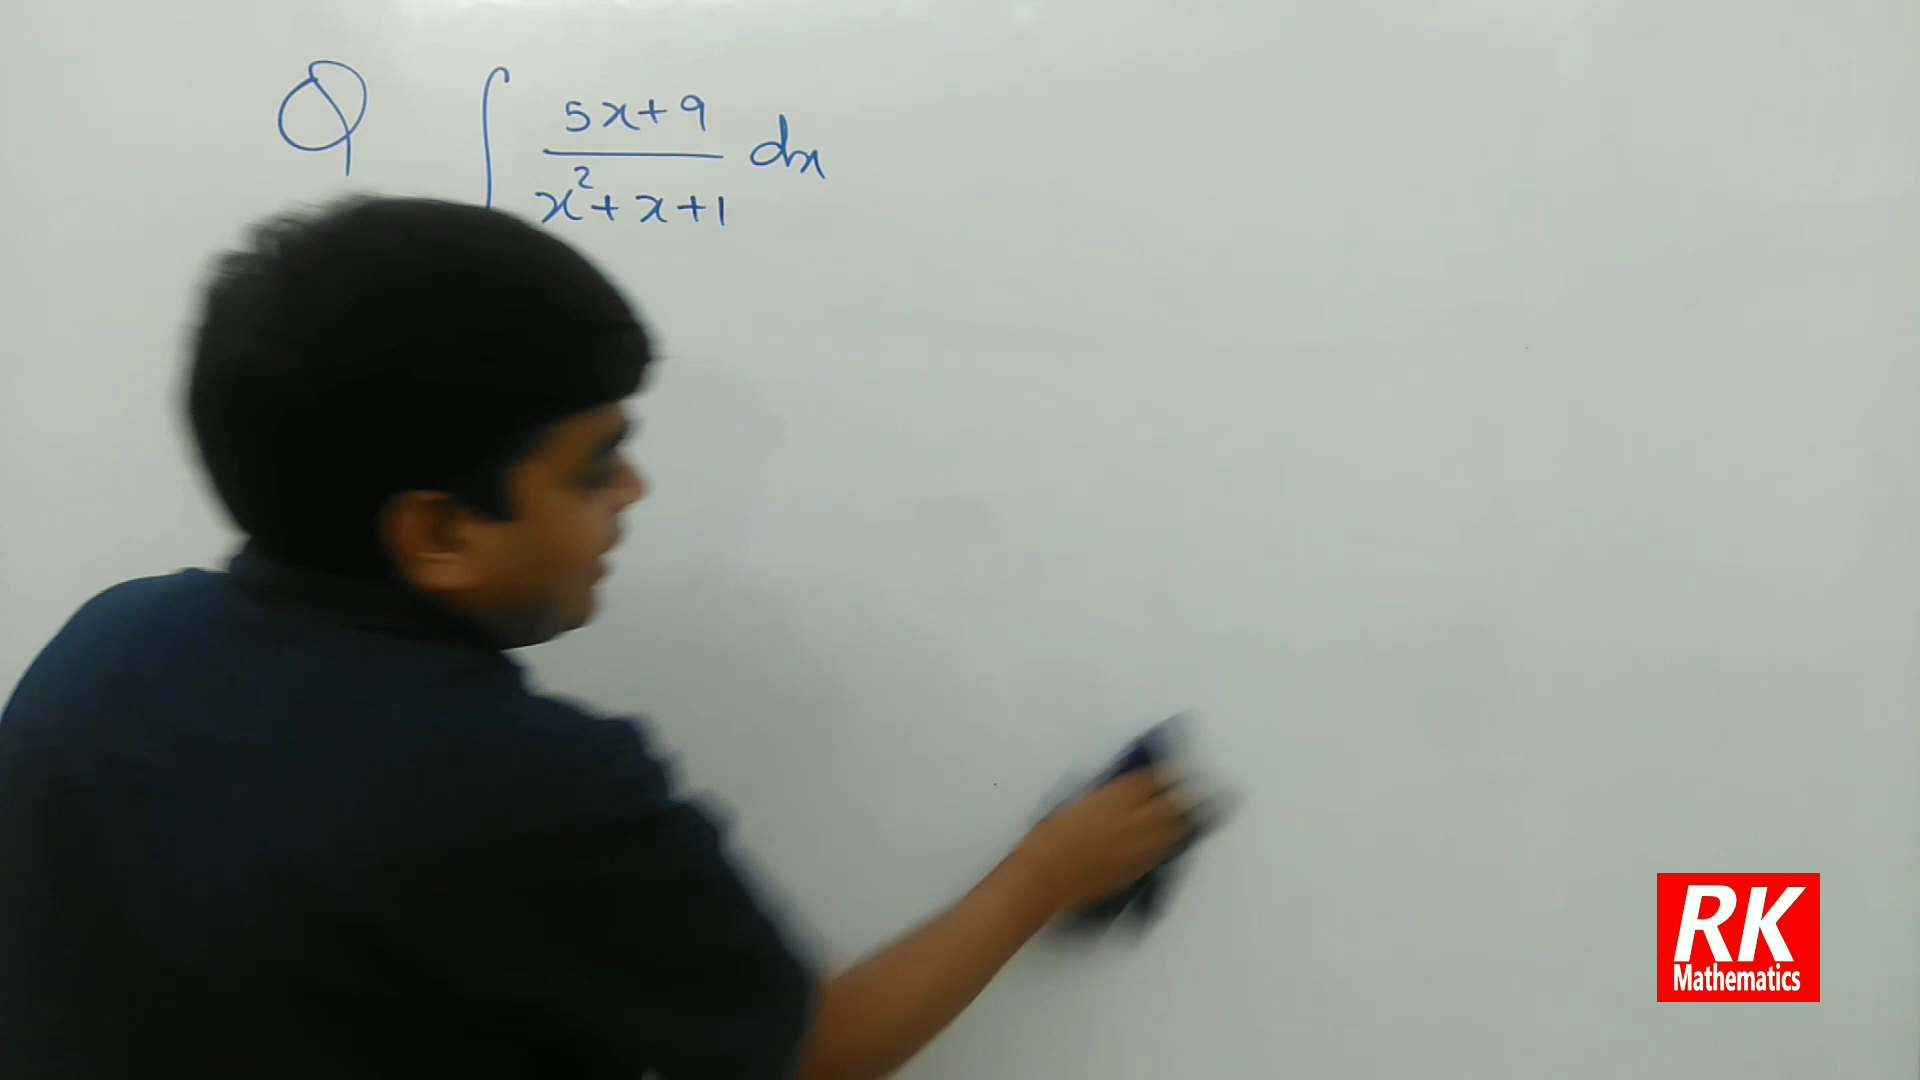 Q ∫ (5x+9)/(x²+x+1) dx
RK
Mathematics